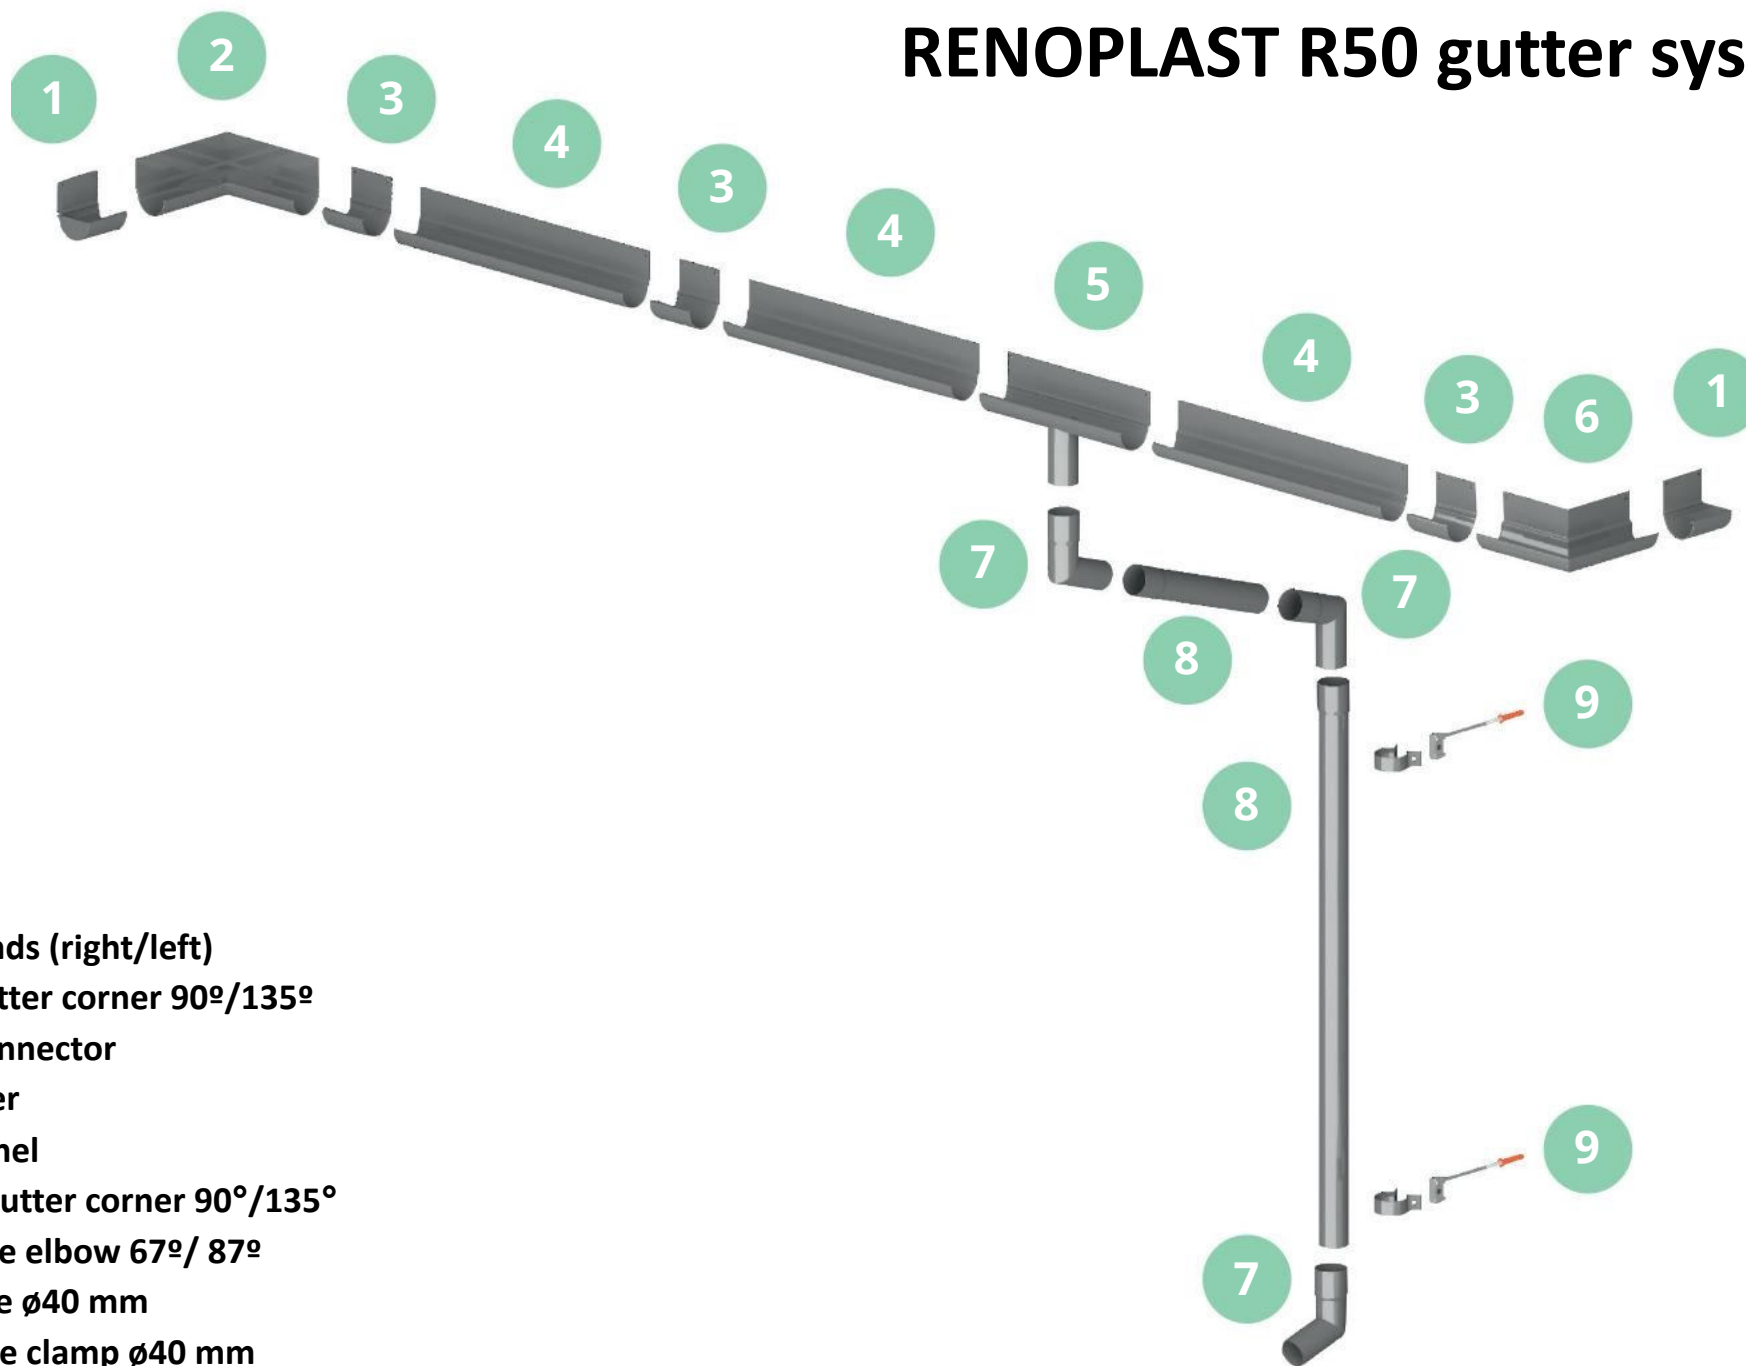 RENOPLAST R50 gutter sys
1
2
3
4
3
4
5
4
3
6
1
7
7
8
9
8
9
7
nds (right/left)
tter corner 90º/135º
nnector
er
nel
utter corner 90°/135°
e elbow 67º/ 87º
e ø40 mm
e clamp ø40 mm